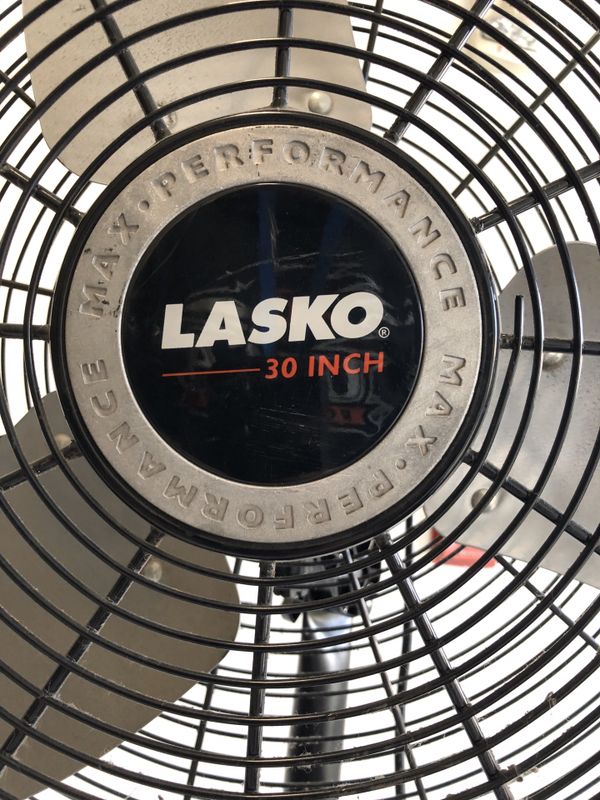 MAX · PERFORMANCE
LASKO®
30 INCH
MAX · PERFORMANCE